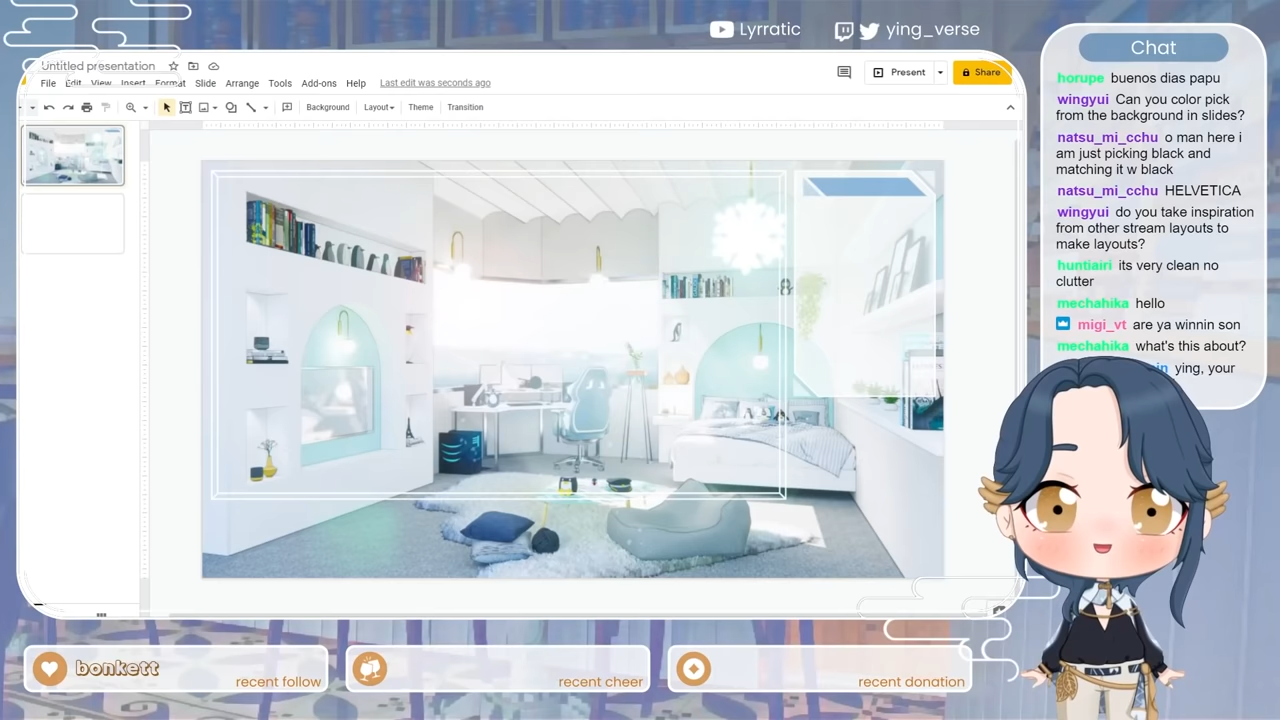 Lyrratic
ying_verse
Untitled presentation
File Edit View Insert Format Slide Arrange Tools Add-ons Help Last edit was seconds ago
Present
Share
Background Layout Theme Transition
Chat
horupe buenos dias papu
wingyui Can you color pick
from the background in slides?
natsu_mi_cchu o man here i
am just picking black and
matching it w black
natsu_mi_cchu HELVETICA
wingyui do you take inspiration
from other stream layouts to
make layouts?
huntiairi its very clean no
clutter
mechahika hello
migi_vt are ya winnin son
mechahika what's this about?
in ying, your
bonkett
recent follow
recent cheer
recent donation